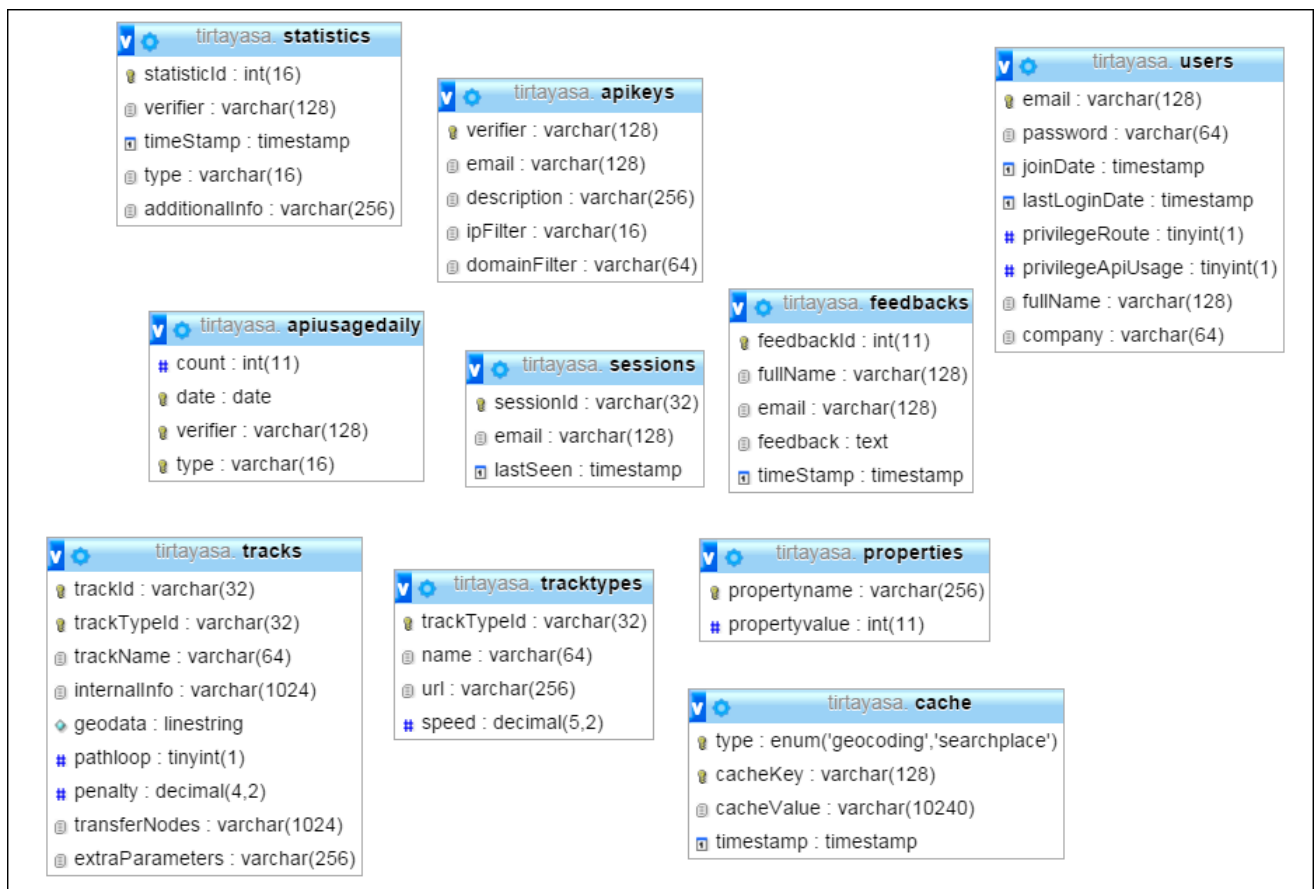 tirtayasa. statistics
statisticId : int(16)
verifier : varchar(128)
timeStamp : timestamp
type : varchar(16)
additionalInfo : varchar(256)
tirtayasa. apikeys
verifier : varchar(128)
email : varchar(128)
description : varchar(256)
ipFilter : varchar(16)
domainFilter : varchar(64)
tirtayasa. users
email : varchar(128)
password : varchar(64)
joinDate : timestamp
lastLoginDate : timestamp
privilegeRoute : tinyint(1)
privilegeApiUsage : tinyint(1)
fullName : varchar(128)
company : varchar(64)
tirtayasa. apiusagedaily
count : int(11)
date : date
verifier : varchar(128)
type : varchar(16)
tirtayasa. sessions
sessionId : varchar(32)
email : varchar(128)
lastSeen : timestamp
tirtayasa. feedbacks
feedbackId : int(11)
fullName : varchar(128)
email : varchar(128)
feedback : text
timeStamp : timestamp
tirtayasa. tracks
trackId : varchar(32)
trackTypeId : varchar(32)
trackName : varchar(64)
internalInfo : varchar(1024)
geodata : linestring
pathloop : tinyint(1)
penalty : decimal(4,2)
transferNodes : varchar(1024)
extraParameters : varchar(256)
tirtayasa. tracktypes
trackTypeId : varchar(32)
name : varchar(64)
url : varchar(256)
speed : decimal(5,2)
tirtayasa. properties
propertyname : varchar(256)
propertyvalue : int(11)
tirtayasa. cache
type : enum('geocoding','searchplace')
cacheKey : varchar(128)
cacheValue : varchar(10240)
timestamp : timestamp